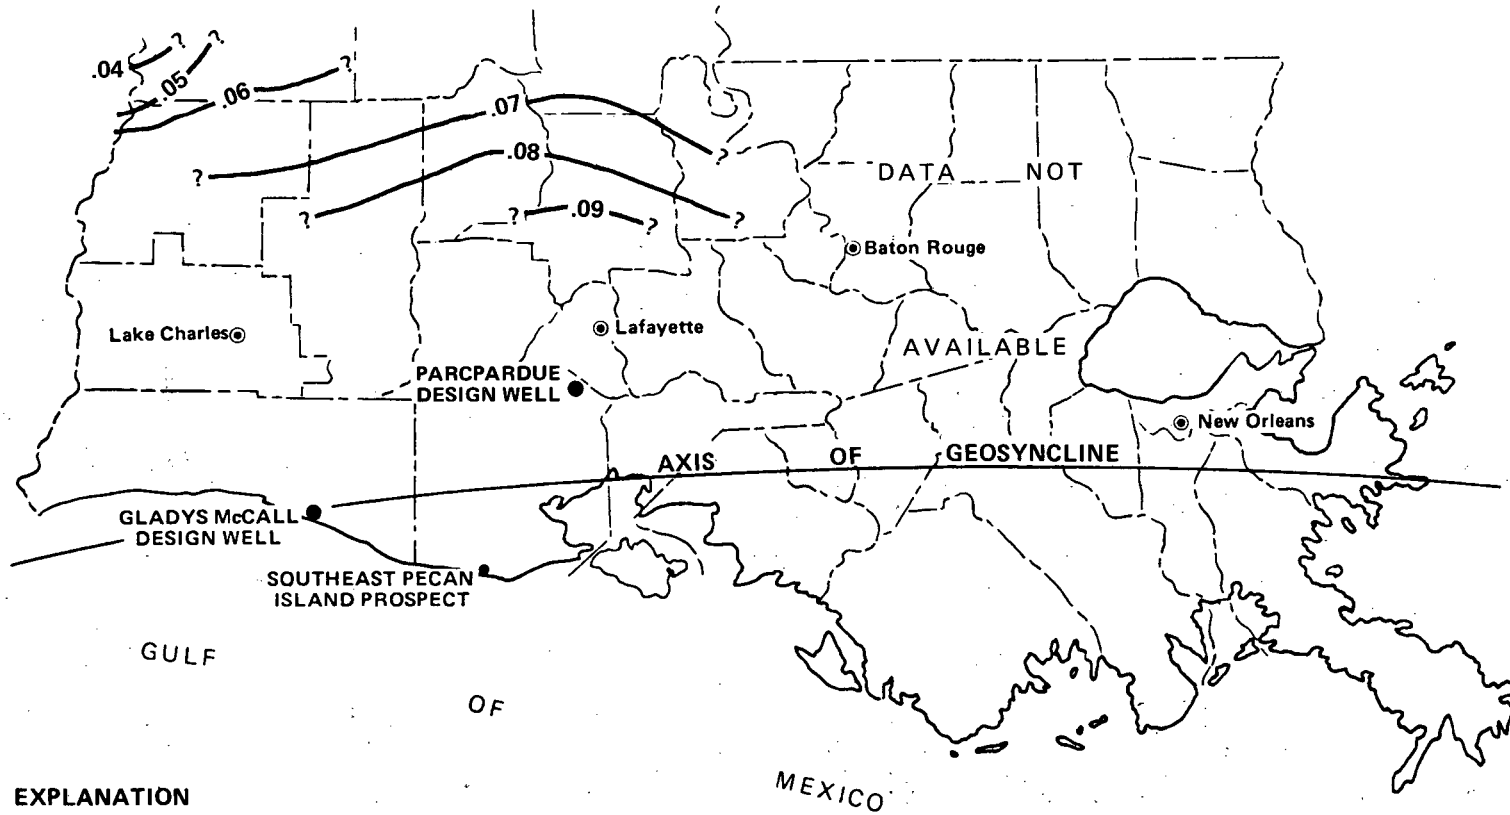 .04
?
?
.05
.06
?
.07
?
?
.08
?
?
?
.09
?
DATA NOT
AVAILABLE
Baton Rouge
Lake Charles
Lafayette
PARCPARDUE
DESIGN WELL
New Orleans
AXIS OF GEOSYNCLINE
GLADYS McCALL
DESIGN WELL
SOUTHEAST PECAN
ISLAND PROSPECT
GULF
OF
MEXICO
EXPLANATION